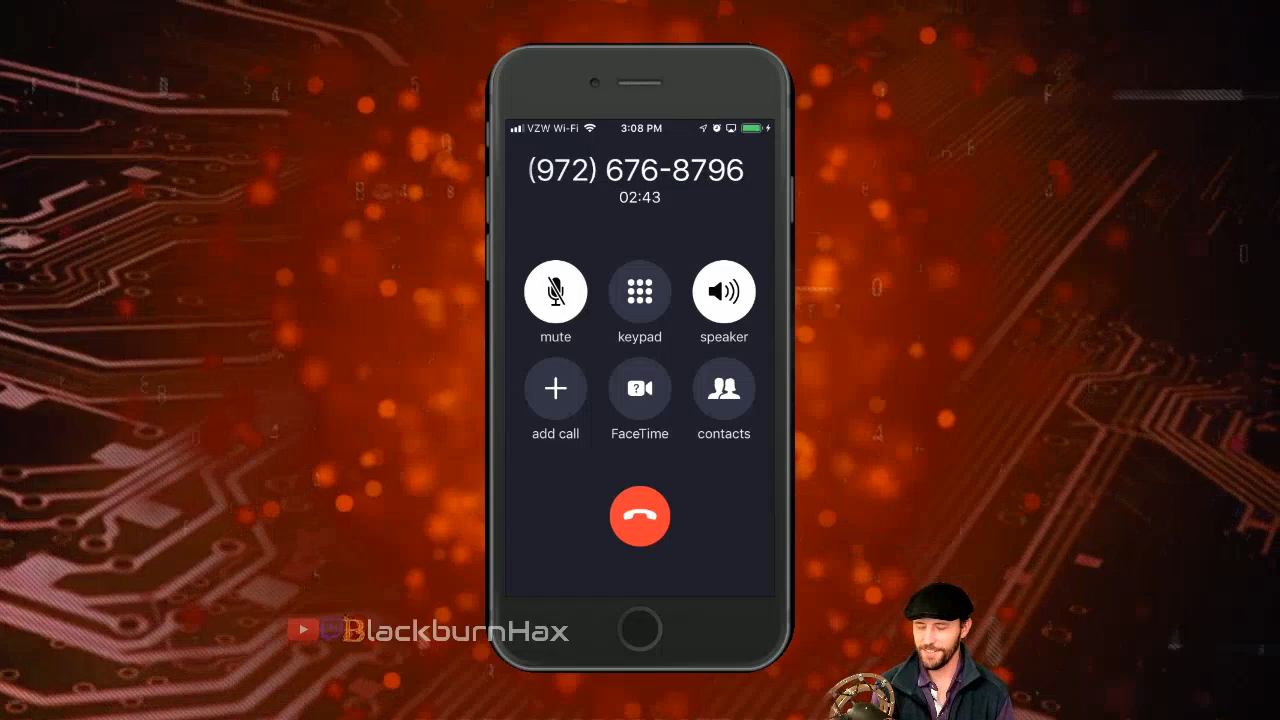 VZW Wi-Fi 3:08 PM
(972) 676-8796
02:43
mute keypad speaker
add call FaceTime contacts
BlackburnHax